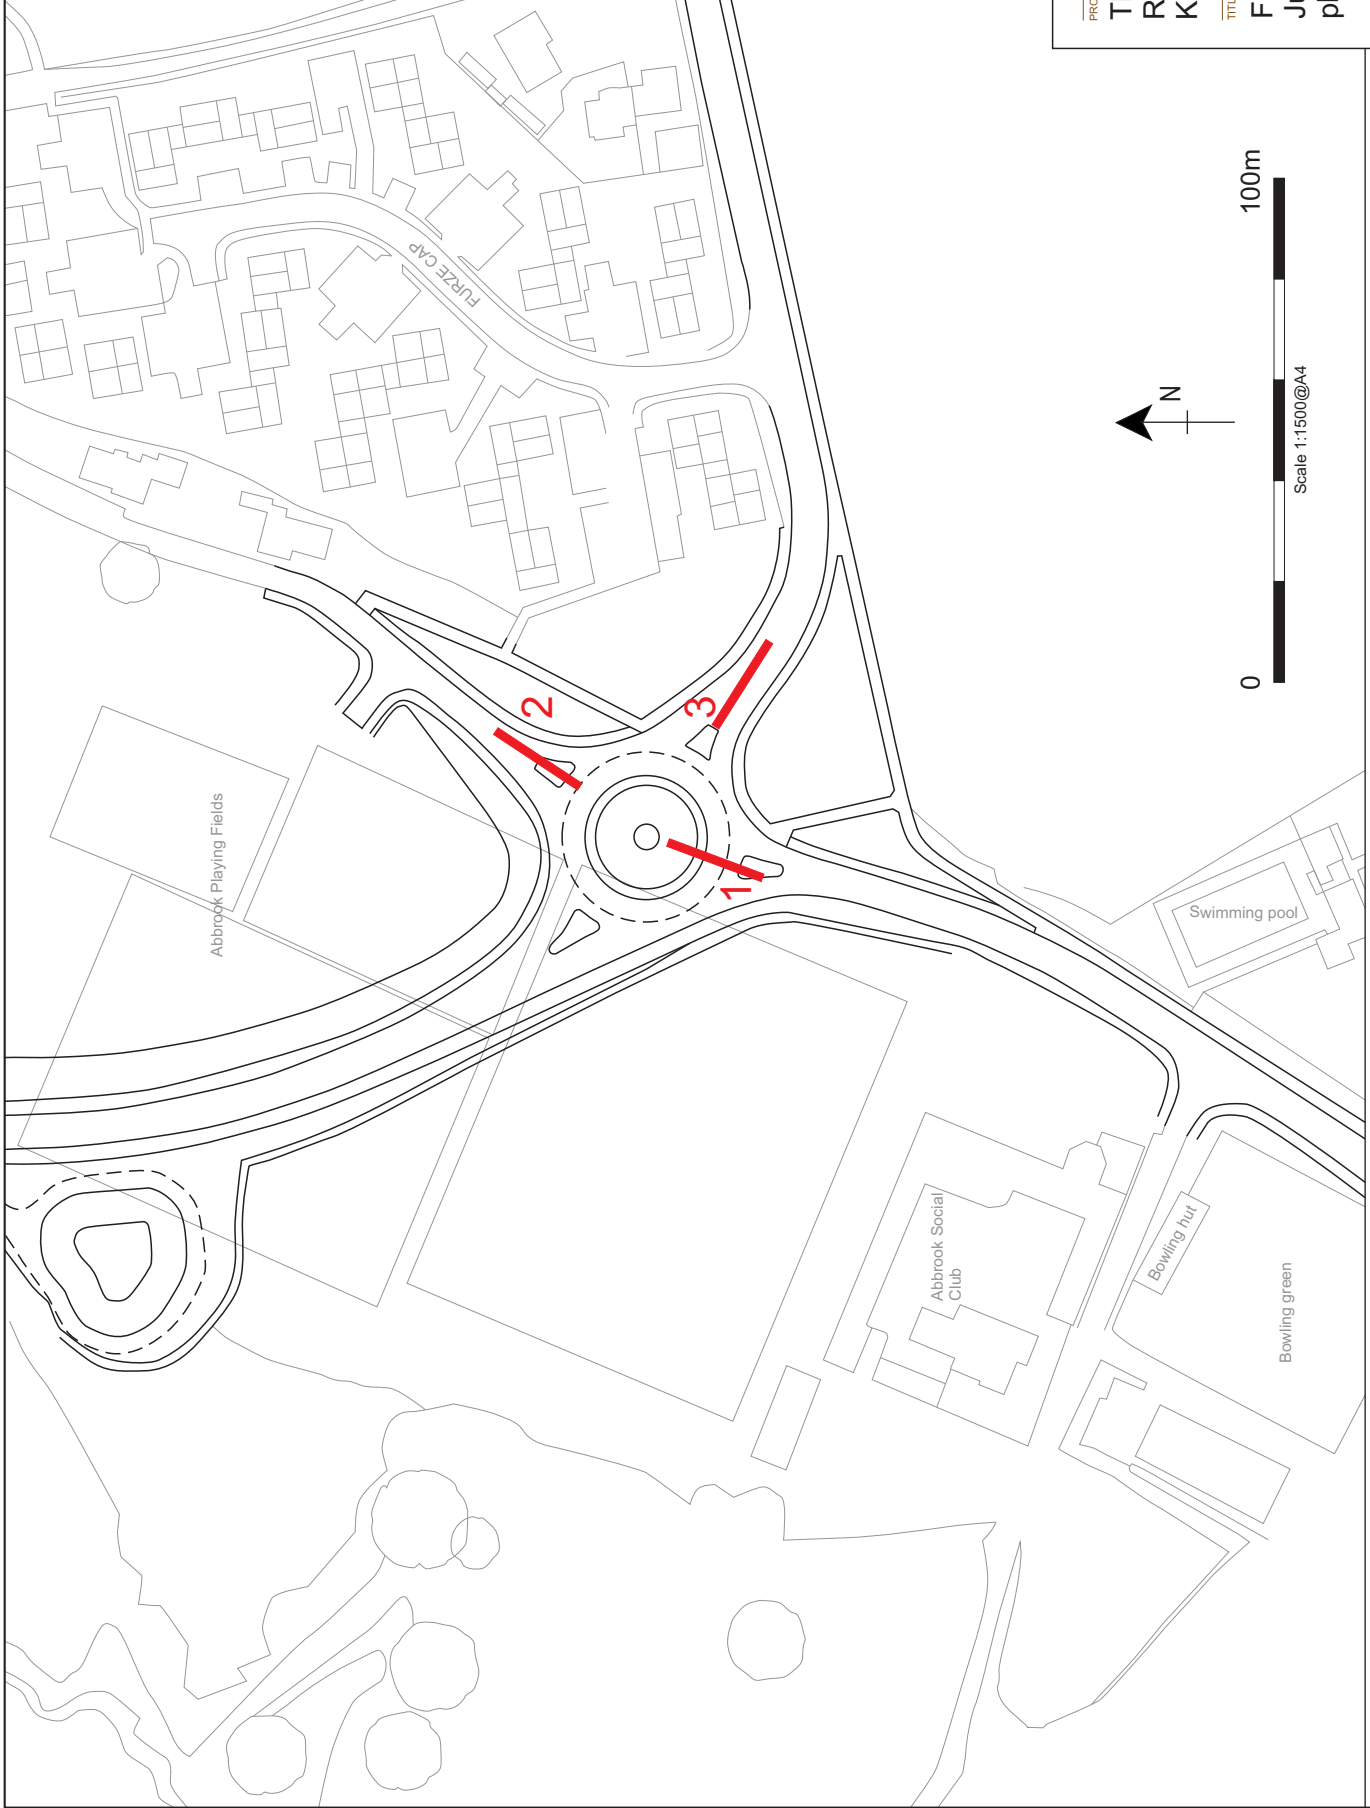 FURZE CAP
Abbrook Playing Fields
2
3
1
Swimming pool
Abbrook Social
Club
Bowling hut
Bowling green
N
0
100m
Scale 1:1500@A4